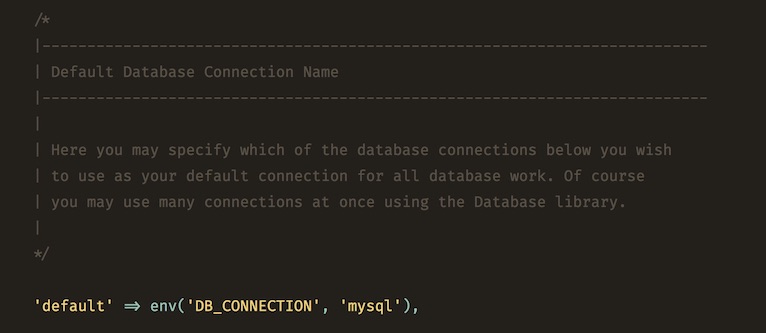 /*
|--------------------------------------------------------------------------
| Default Database Connection Name
|--------------------------------------------------------------------------
|
| Here you may specify which of the database connections below you wish
| to use as your default connection for all database work. Of course
| you may use many connections at once using the Database library.
|
*/
'default' => env('DB_CONNECTION', 'mysql'),